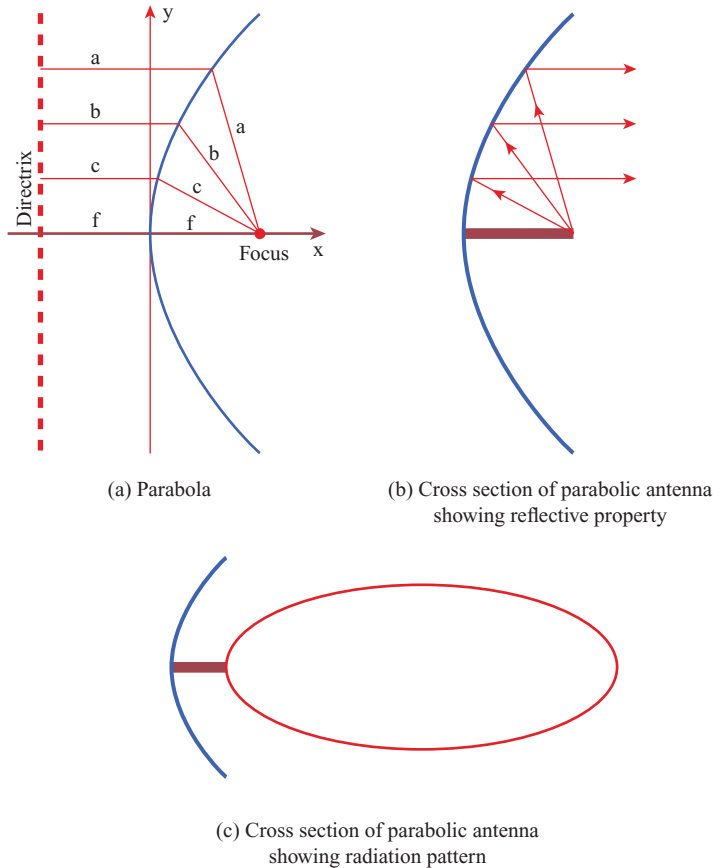 y
a
b
a
b
c
c
Directrix
f
f
Focus
x
(a) Parabola
(b) Cross section of parabolic antenna
showing reflective property
(c) Cross section of parabolic antenna
showing radiation pattern